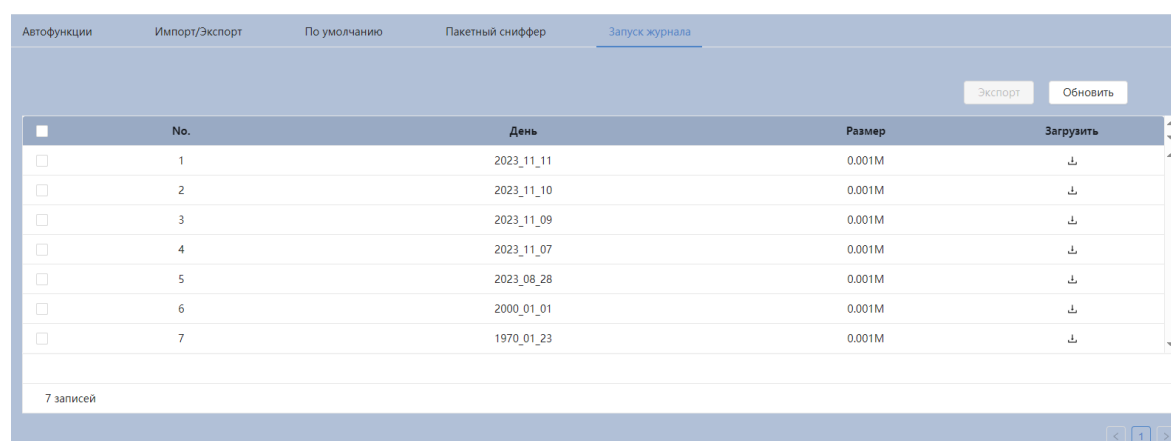 Автофункции Импорт/Экспорт По умолчанию Пакетный сниффер Запуск журнала
Экспорт Обновить
No. День Размер Загрузить
1 2023_11_11 0.001M
2 2023_11_10 0.001M
3 2023_11_09 0.001M
4 2023_11_07 0.001M
5 2023_08_28 0.001M
6 2000_01_01 0.001M
7 1970_01_23 0.001M
7 записей
< 1 >